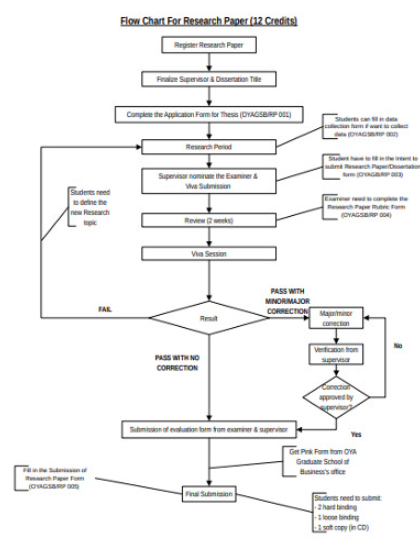 Flow Chart For Research Paper (12 Credits)
Register Research Paper
Finalize Supervisor & Dissertation Title
Complete the Application Form for Thesis (OYAGSB/RP 001)
Students can fill in data
collection form if want to collect
data (OYAGSB/RP 002)
Research Period
Student have to fill in the Intent to
submit Research Paper/Dissertation
form (OYAGB/RP 003)
Supervisor nominate the Examiner &
Viva Submission
Students need
to define the
new Research
topic
Examiner need to complete the
Research Paper Rubric Form
(OYAGSB/RP 004)
Review (2 weeks)
Viva Session
PASS WITH
MINOR/MAJOR
CORRECTION
FAIL
Result
Major/minor
correction
No
PASS WITH NO
CORRECTION
Verification from
supervisor
Correction
approved by
supervisor?
Yes
Submission of evaluation form from examiner & supervisor
Get Pink Form from OYA
Graduate School of
Business's office
Fill in the Submission of
Research Paper Form
(OYAGSB/RP 005)
Final Submission
Students need to submit:
- 2 hard binding
- 1 loose binding
- 1 soft copy (in CD)